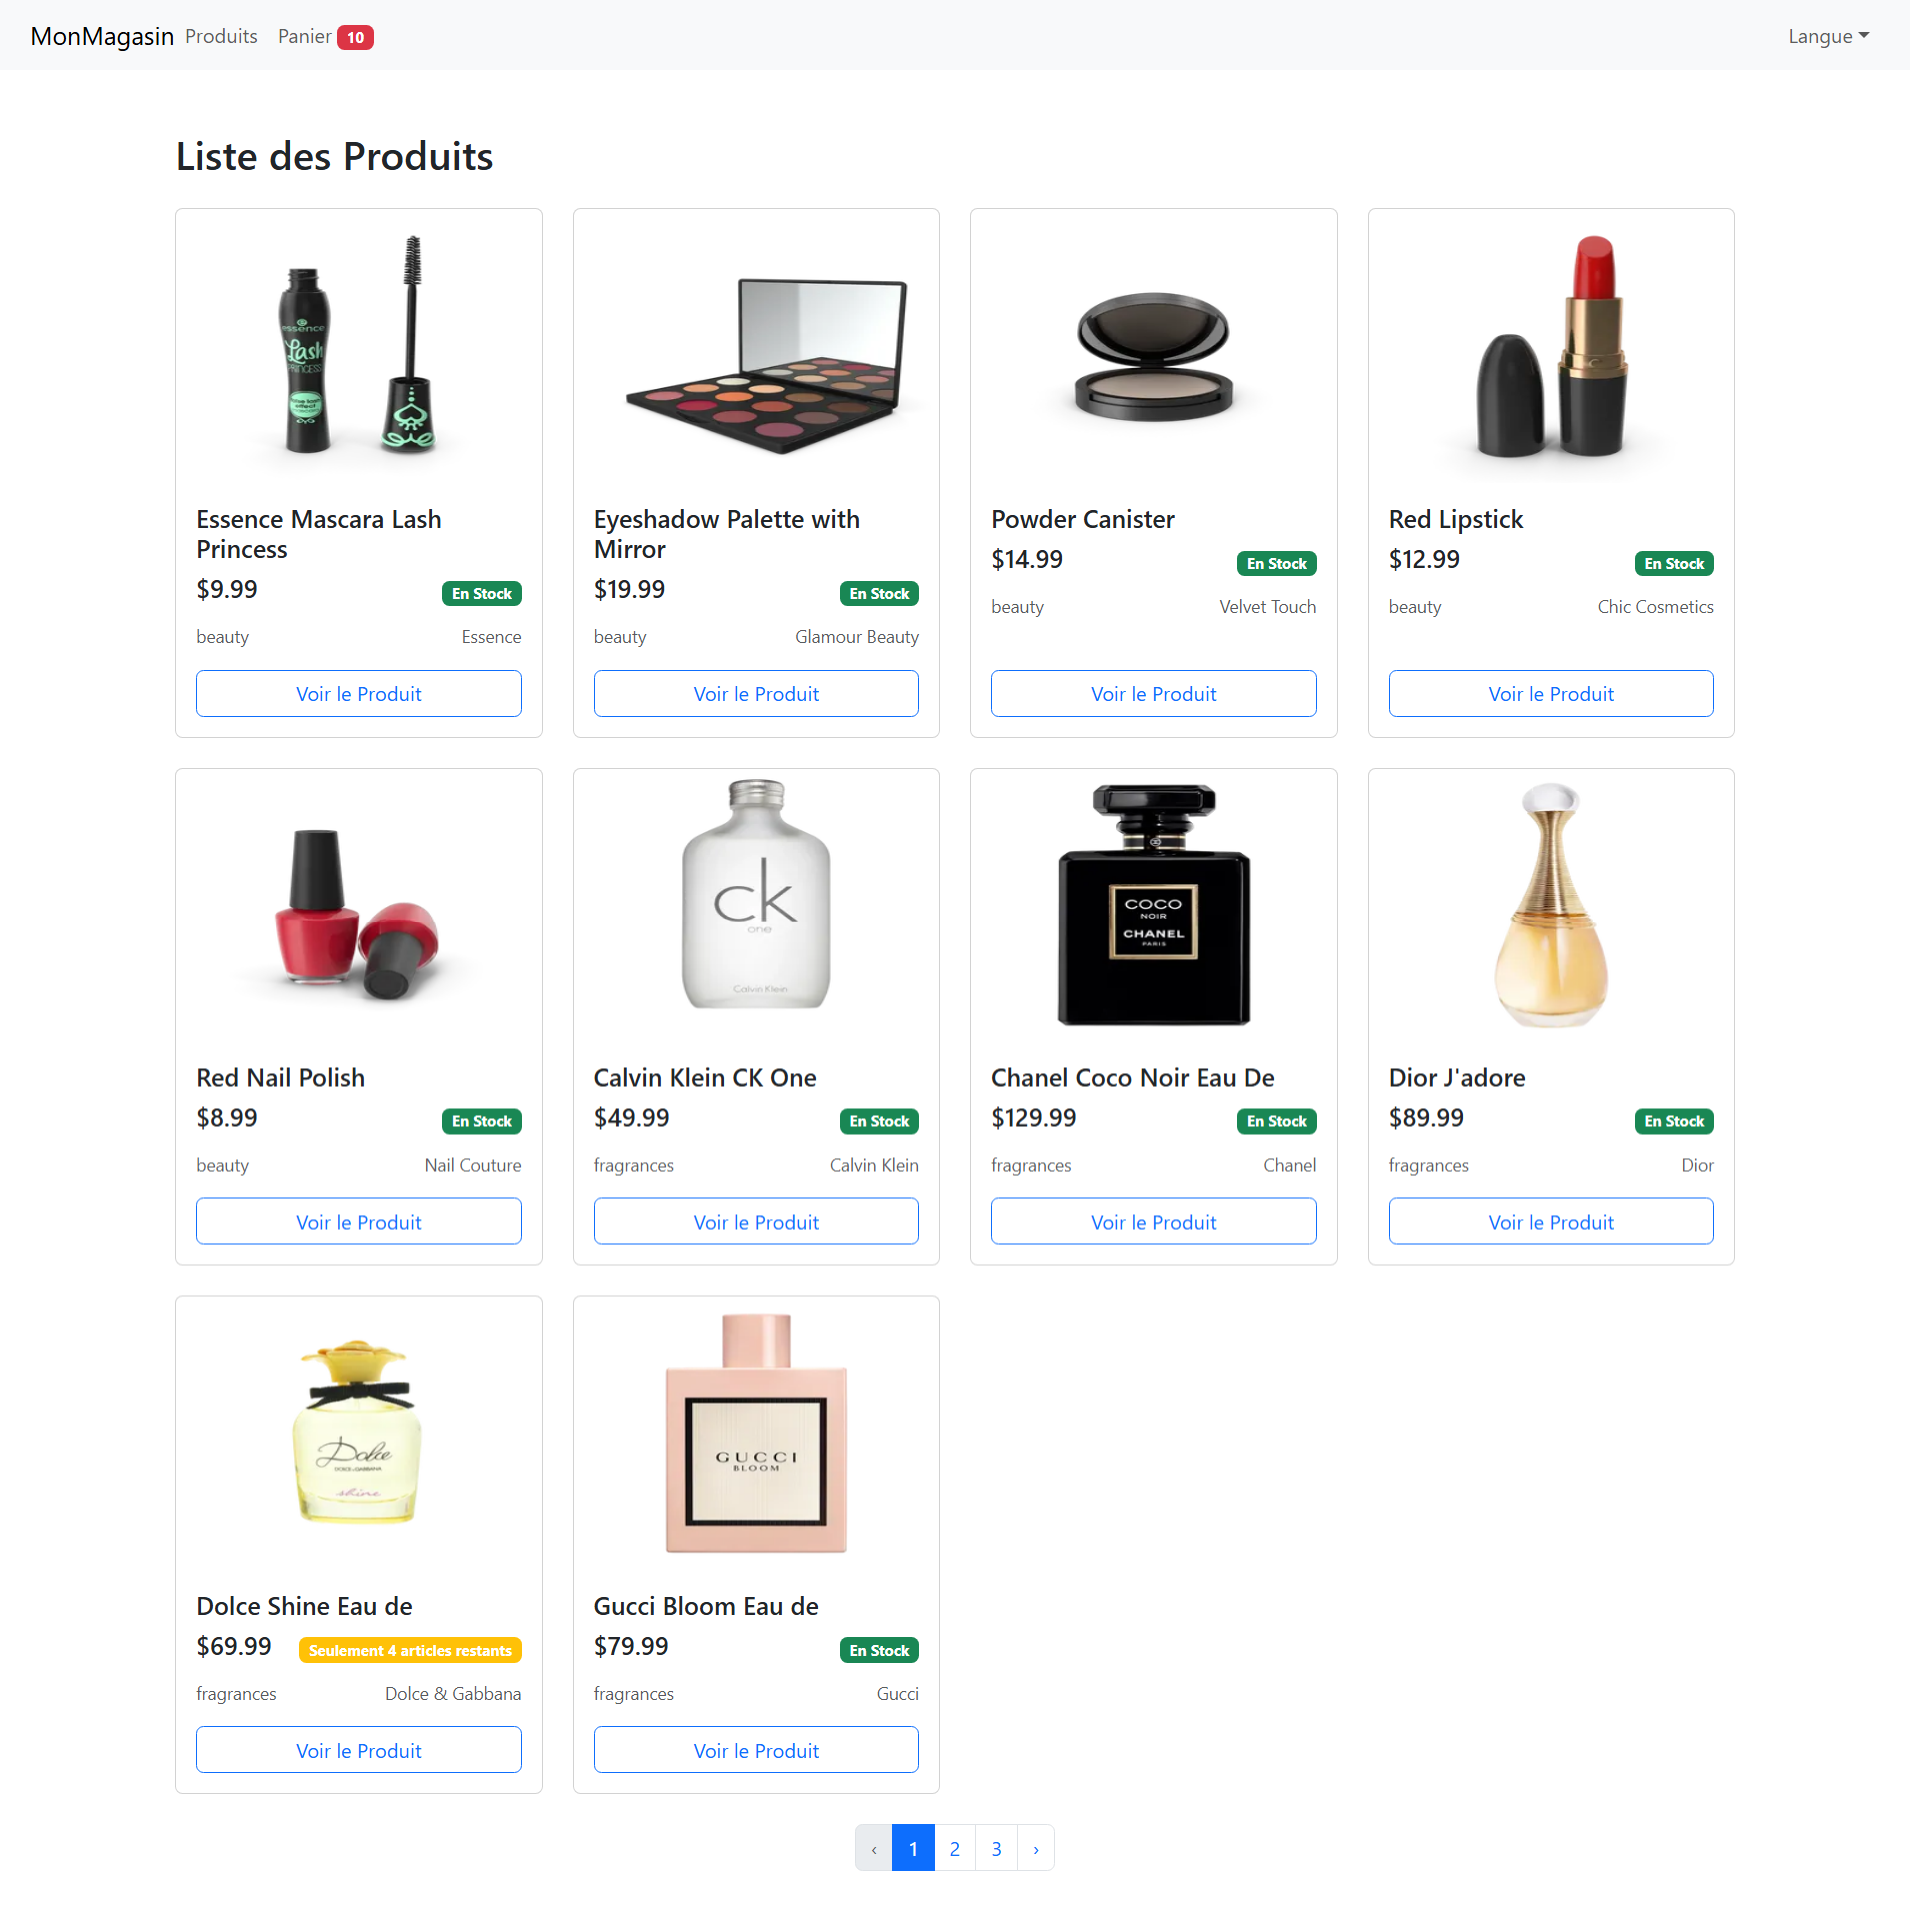 MonMagasin Produits Panier 10 Langue
Liste des Produits
essence
Lash
PRINCESS
Essence Mascara Lash
Princess
$9.99 En Stock
beauty Essence
Voir le Produit
Eyeshadow Palette with
Mirror
$19.99 En Stock
beauty Glamour Beauty
Voir le Produit
Powder Canister
$14.99 En Stock
beauty Velvet Touch
Voir le Produit
Red Lipstick
$12.99 En Stock
beauty Chic Cosmetics
Voir le Produit
Red Nail Polish
$8.99 En Stock
beauty Nail Couture
Voir le Produit
ck
one
Calvin Klein
Calvin Klein CK One
$49.99 En Stock
fragrances Calvin Klein
Voir le Produit
COCO
NOIR
CHANEL
PARIS
Chanel Coco Noir Eau De
$129.99 En Stock
fragrances Chanel
Voir le Produit
Dior J'adore
$89.99 En Stock
fragrances Dior
Voir le Produit
Dolce
DOLCE & GABBANA
shine
Dolce Shine Eau de
$69.99 Seulement 4 articles restants
fragrances Dolce & Gabbana
Voir le Produit
GUCCI
BLOOM
Gucci Bloom Eau de
$79.99 En Stock
fragrances Gucci
Voir le Produit
‹ 1 2 3 ›